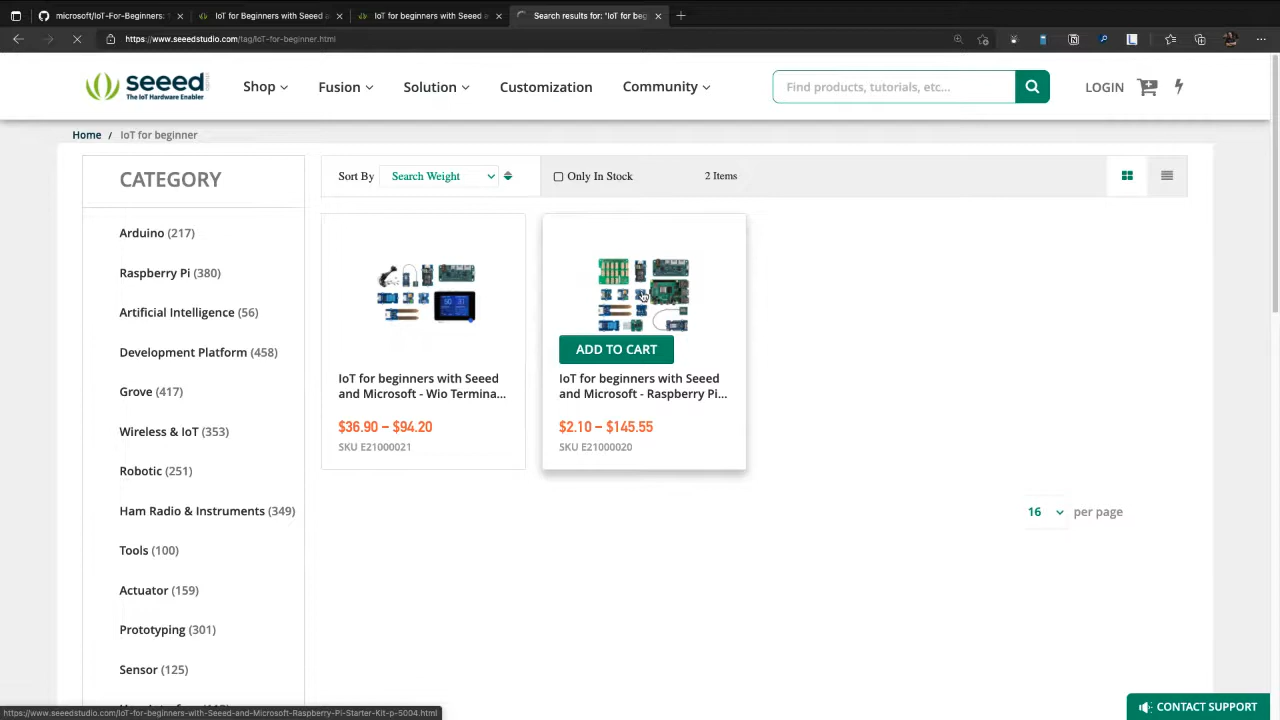 microsoft/IoT-For-Beginners:
IoT for Beginners with Seeed a
IoT for Beginners with Seeed a
Search results for: 'IoT for beg
https://www.seeedstudio.com/tag/IoT-for-beginner.html
seeed
The IoT Hardware Enabler
Shop
Fusion
Solution
Customization
Community
Find products, tutorials, etc...
LOGIN
Home / IoT for beginner
CATEGORY
Sort By
Search Weight
Only In Stock
2 Items
Arduino (217)
Raspberry Pi (380)
Artificial Intelligence (56)
Development Platform (458)
Grove (417)
Wireless & IoT (353)
Robotic (251)
Ham Radio & Instruments (349)
Tools (100)
Actuator (159)
Prototyping (301)
Sensor (125)
IoT for beginners with Seeed
and Microsoft - Wio Termina...
$36.90 – $94.20
SKU E21000021
ADD TO CART
IoT for beginners with Seeed
and Microsoft - Raspberry Pi...
$2.10 – $145.55
SKU E21000020
16
per page
https://www.seeedstudio.com/IoT-for-beginners-with-Seeed-and-Microsoft-Raspberry-Pi-Starter-Kit-p-5004.html
CONTACT SUPPORT